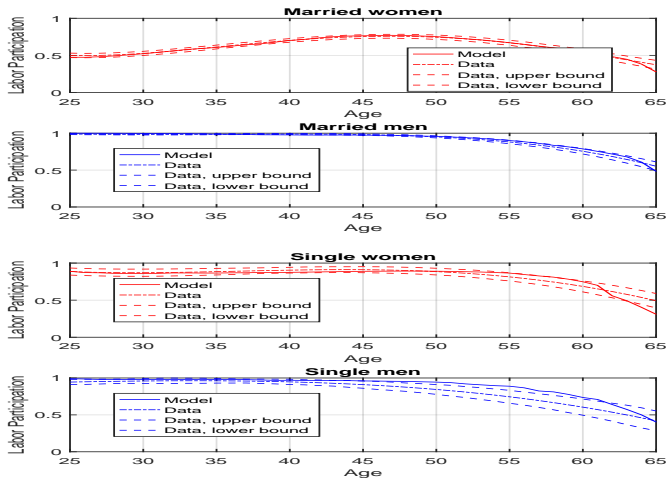 Married women
Labor Participation
1
0.5
0
Model
Data
Data, upper bound
Data, lower bound
25 30 35 40 45 50 55 60 65
Age
Married men
Labor Participation
1
0.5
0
Model
Data
Data, upper bound
Data, lower bound
25 30 35 40 45 50 55 60 65
Age
Single women
Labor Participation
1
0.5
0
Model
Data
Data, upper bound
Data, lower bound
25 30 35 40 45 50 55 60 65
Age
Single men
Labor Participation
1
0.5
0
Model
Data
Data, upper bound
Data, lower bound
25 30 35 40 45 50 55 60 65
Age